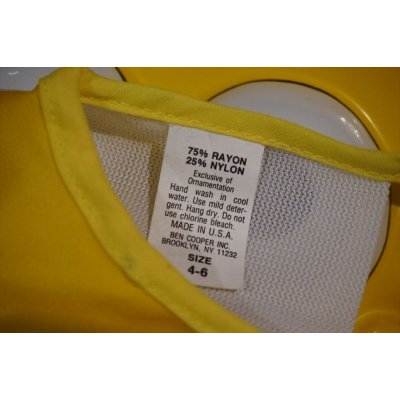 75% RAYON
25% NYLON
Exclusive of
Ornamentation
Hand wash in cool
water. Use mild deter-
gent. Hang dry. Do not
use chlorine bleach.
MADE IN U.S.A.
BEN COOPER INC.
BROOKLYN, NY 11232
SIZE
4-6